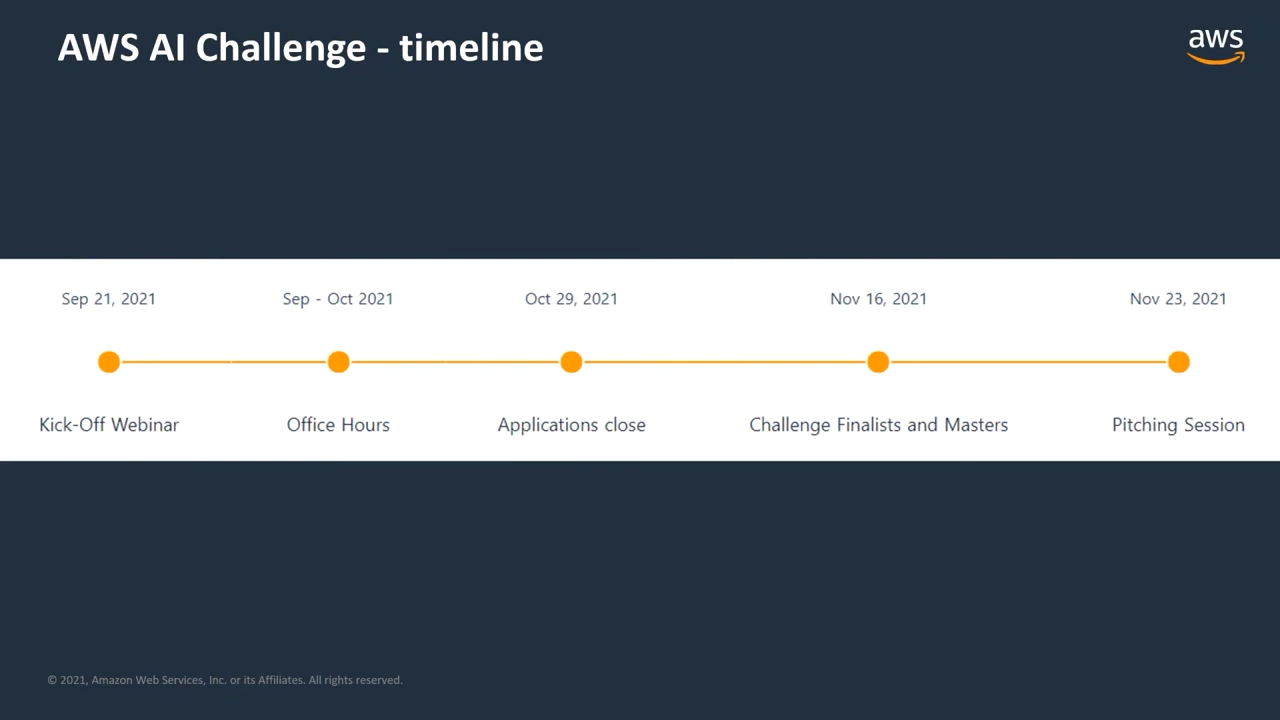 AWS AI Challenge - timeline
aws
Sep 21, 2021
Sep - Oct 2021
Oct 29, 2021
Nov 16, 2021
Nov 23, 2021
Kick-Off Webinar
Office Hours
Applications close
Challenge Finalists and Masters
Pitching Session
© 2021, Amazon Web Services, Inc. or its Affiliates. All rights reserved.